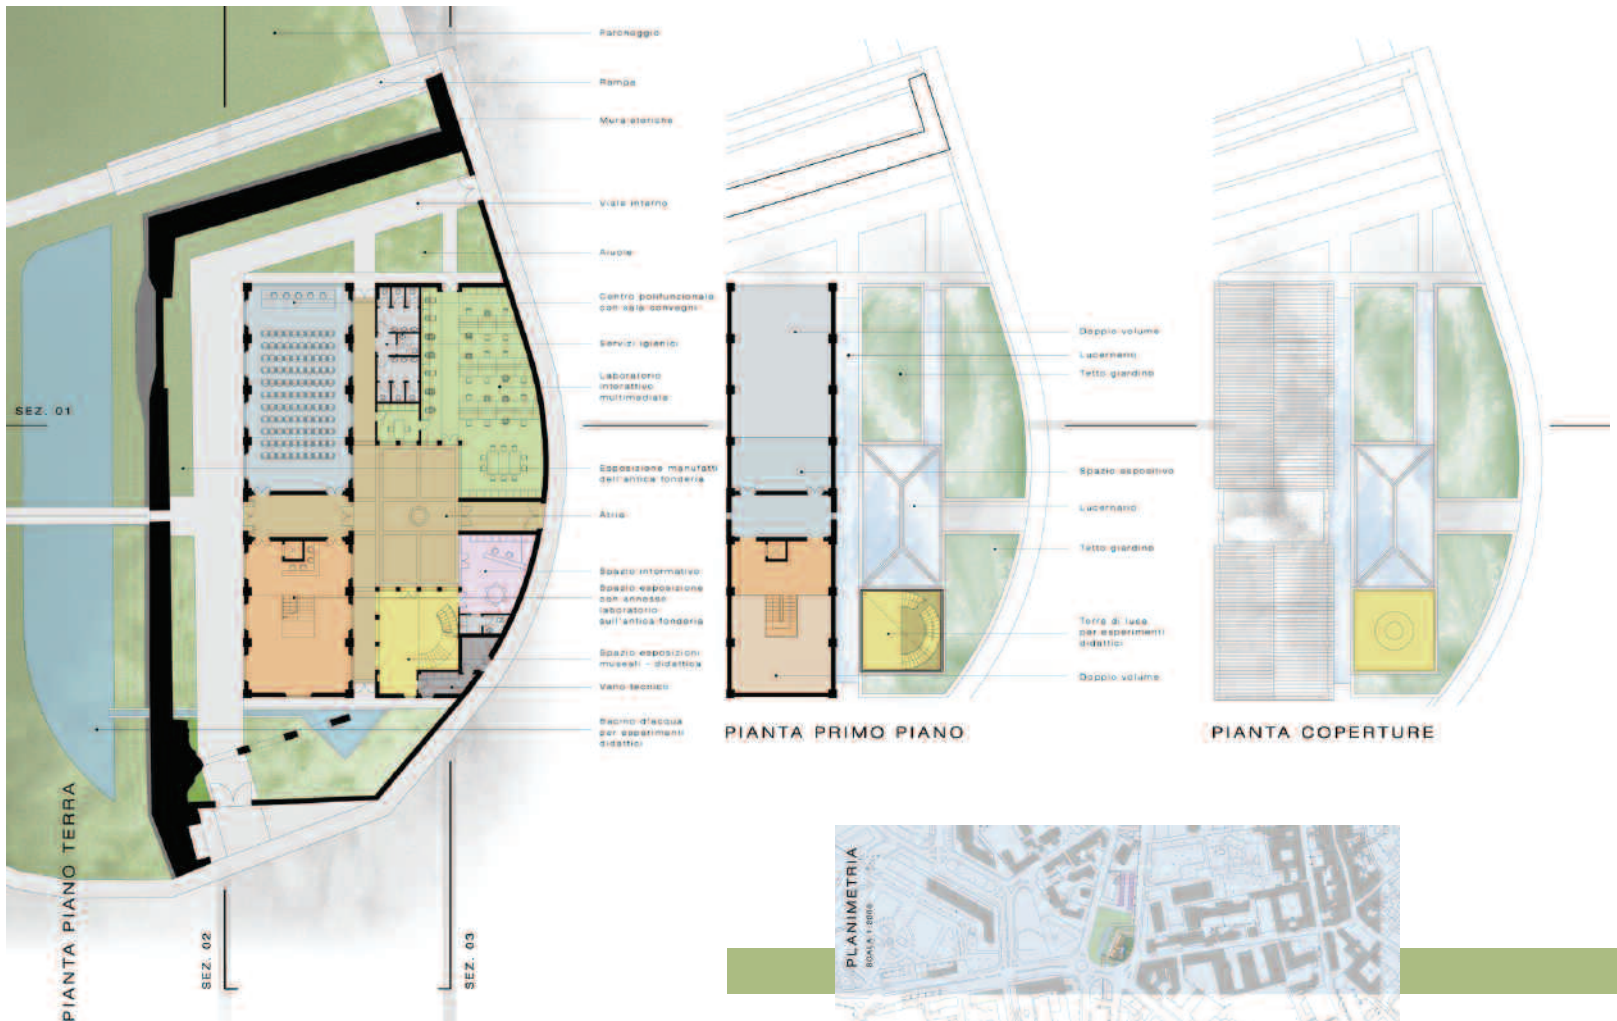 Parcheggio
Rampa
Mura storiche
Viale interno
Aiuole
Centro polifunzionale
con sala convegni
Servizi igienici
Laboratorio
interattivo
multimediale
Esposizione manufatti
dell'antica fonderia
Atrio
Spazio informativo
Spazio esposizione
con annesso
laboratorio
sull'antica fonderia
Spazio esposizioni
museali - didattica
Vano tecnico
Bacino d'acqua
per esperimenti
didattici
SEZ. 01
SEZ. 02
SEZ. 03
PIANTA PIANO TERRA
Doppio volume
Lucernario
Tetto giardino
Spazio espositivo
Lucernario
Tetto giardino
Torre di luce
per esperimenti
didattici
Doppio volume
PIANTA PRIMO PIANO
PIANTA COPERTURE
PLANIMETRIA
SCALA 1:2000